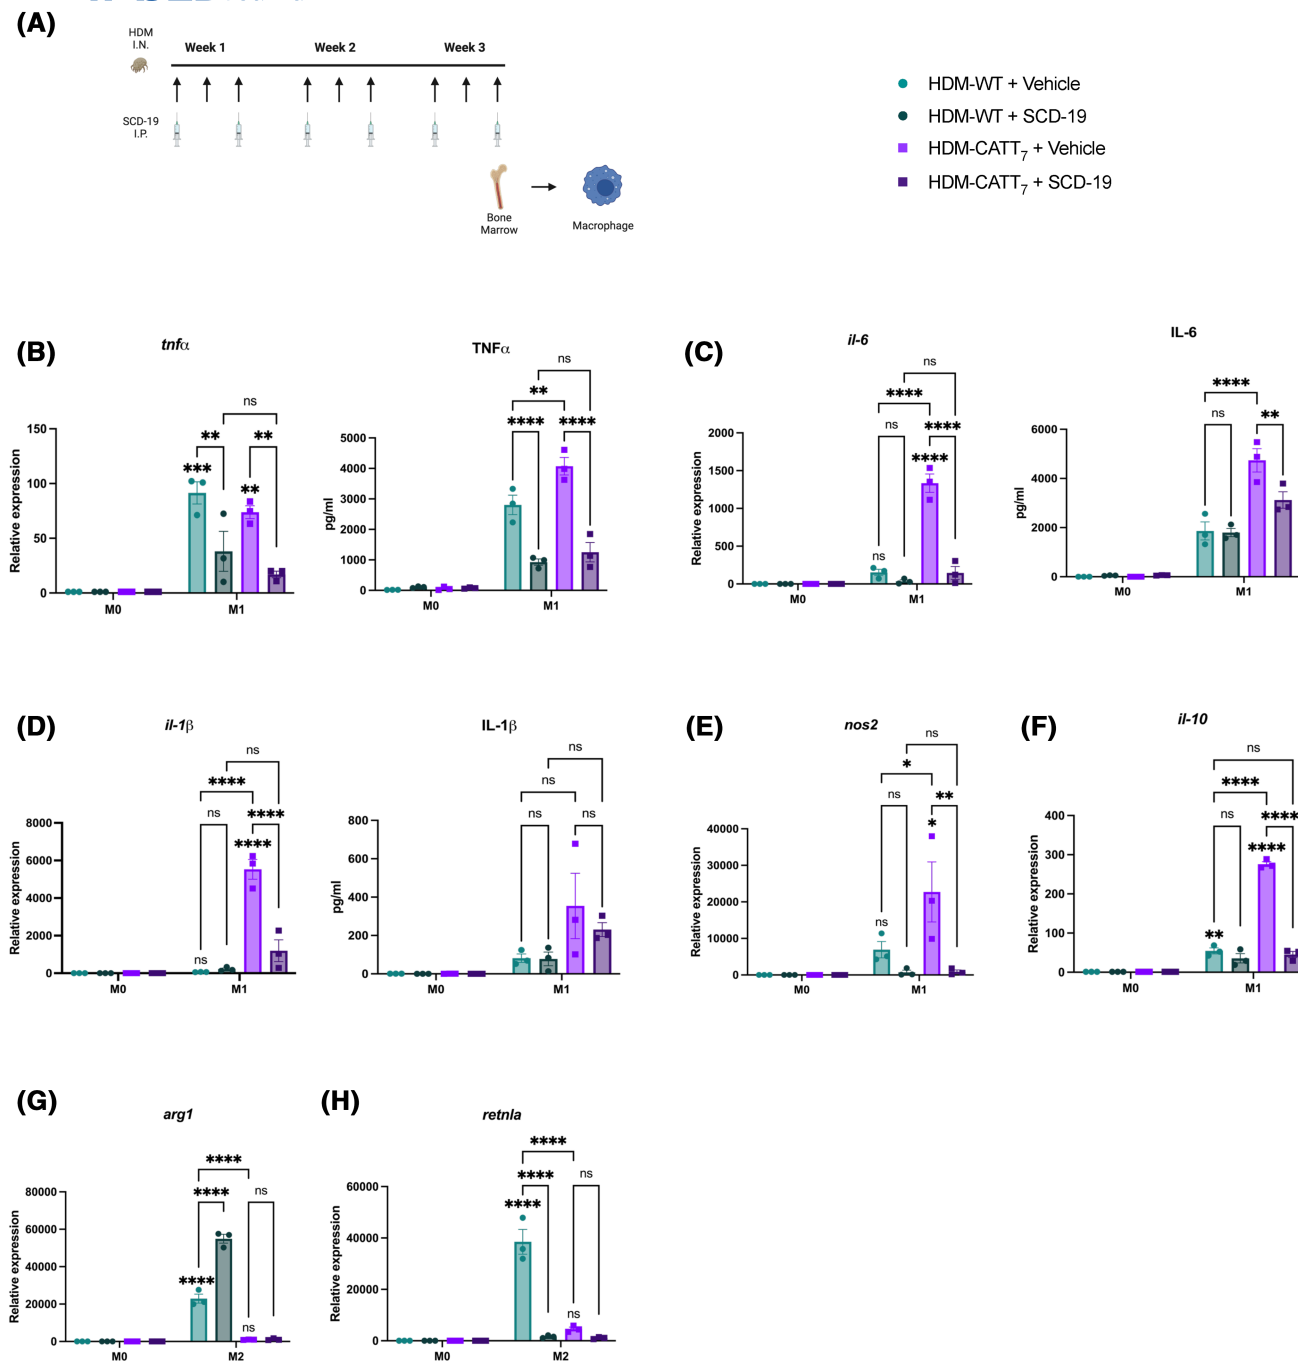 (A)
HDM
I.N.
Week 1
Week 2
Week 3
SCD-19
I.P.
Bone
Marrow
Macrophage
HDM-WT + Vehicle
HDM-WT + SCD-19
HDM-CATT7 + Vehicle
HDM-CATT7 + SCD-19
(B)
tnfα
ns
**
**
***
**
150
100
50
0
Relative expression
M0
M1
TNFα
ns
**
****
****
5000
4000
3000
2000
1000
0
pg/ml
M0
M1
(C)
il-6
ns
****
ns
****
****
ns
2000
1500
1000
500
0
Relative expression
M0
M1
IL-6
****
ns
**
6000
4000
2000
0
pg/ml
M0
M1
(D)
il-1β
ns
****
ns
****
****
ns
8000
6000
4000
2000
0
Relative expression
M0
M1
IL-1β
ns
ns
ns
ns
800
600
400
200
0
pg/ml
M0
M1
(E)
nos2
ns
*
ns
**
*
ns
40000
30000
20000
10000
0
Relative expression
M0
M1
(F)
il-10
ns
****
ns
****
****
**
400
300
200
100
0
Relative expression
M0
M1
(G)
arg1
****
****
ns
****
ns
80000
60000
40000
20000
0
Relative expression
M0
M2
(H)
retnla
****
****
ns
****
ns
60000
40000
20000
0
Relative expression
M0
M2